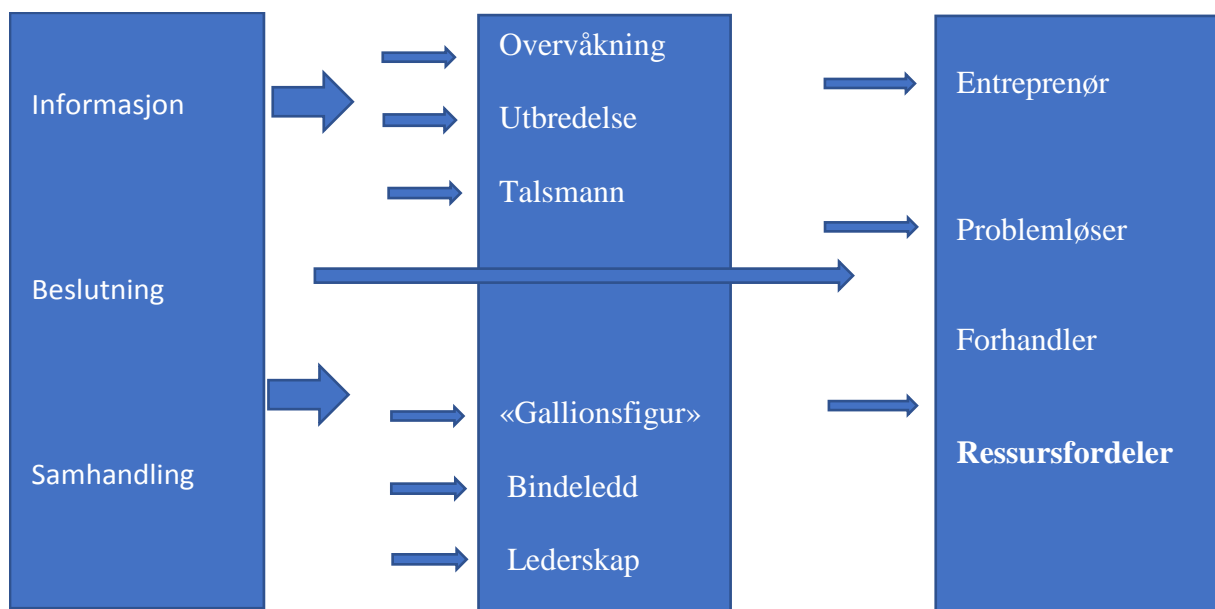 Informasjon
Beslutning
Samhandling
Overvåkning
Utbredelse
Talsmann
«Gallionsfigur»
Bindeledd
Lederskap
Entreprenør
Problemløser
Forhandler
Ressursfordeler